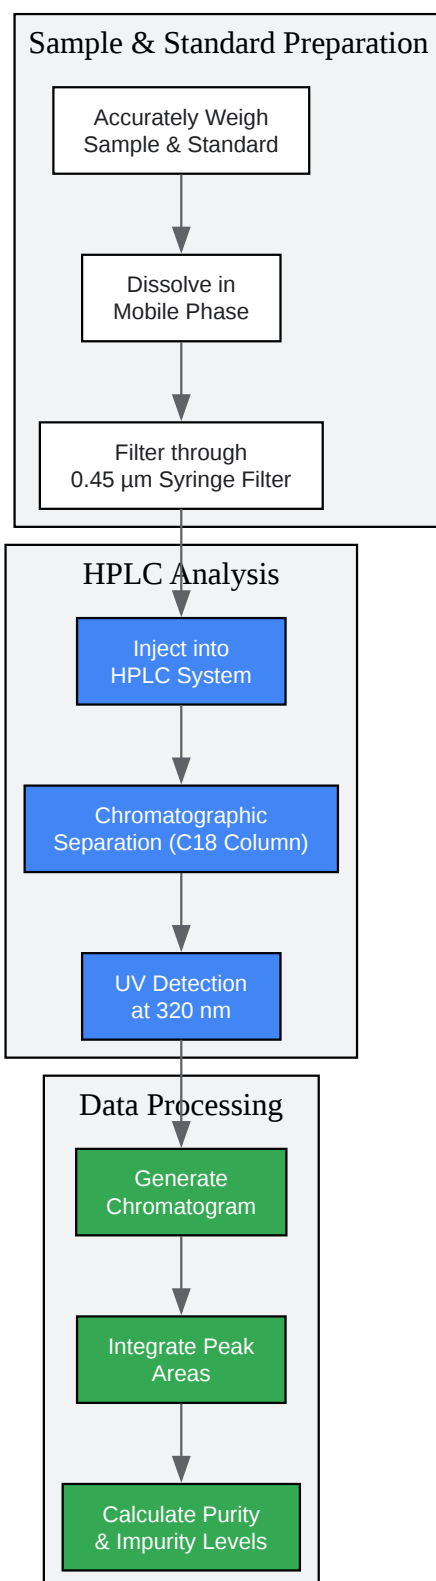 Sample & Standard Preparation
Accurately Weigh
Sample & Standard
Dissolve in
Mobile Phase
Filter through
0.45 µm Syringe Filter
HPLC Analysis
Inject into
HPLC System
Chromatographic
Separation (C18 Column)
UV Detection
at 320 nm
Data Processing
Generate
Chromatogram
Integrate Peak
Areas
Calculate Purity
& Impurity Levels